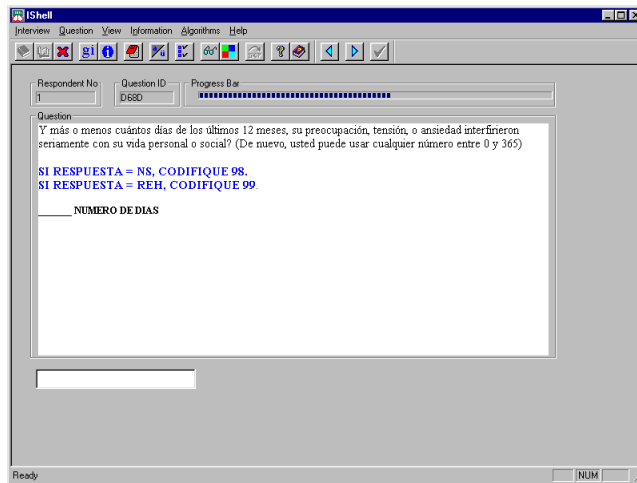 IShell
Interview Question View Information Algorithms Help
gi
Respondent No
Question ID
Progress Bar
1
D68D
Question
Y más o menos cuántos días de los últimos 12 meses, su preocupación, tensión, o ansiedad interfirieron
seriamente con su vida personal o social? (De nuevo, usted puede usar cualquier número entre 0 y 365)
SI RESPUESTA = NS, CODIFIQUE 98.
SI RESPUESTA = REH, CODIFIQUE 99.
______ NUMERO DE DIAS
Ready
NUM